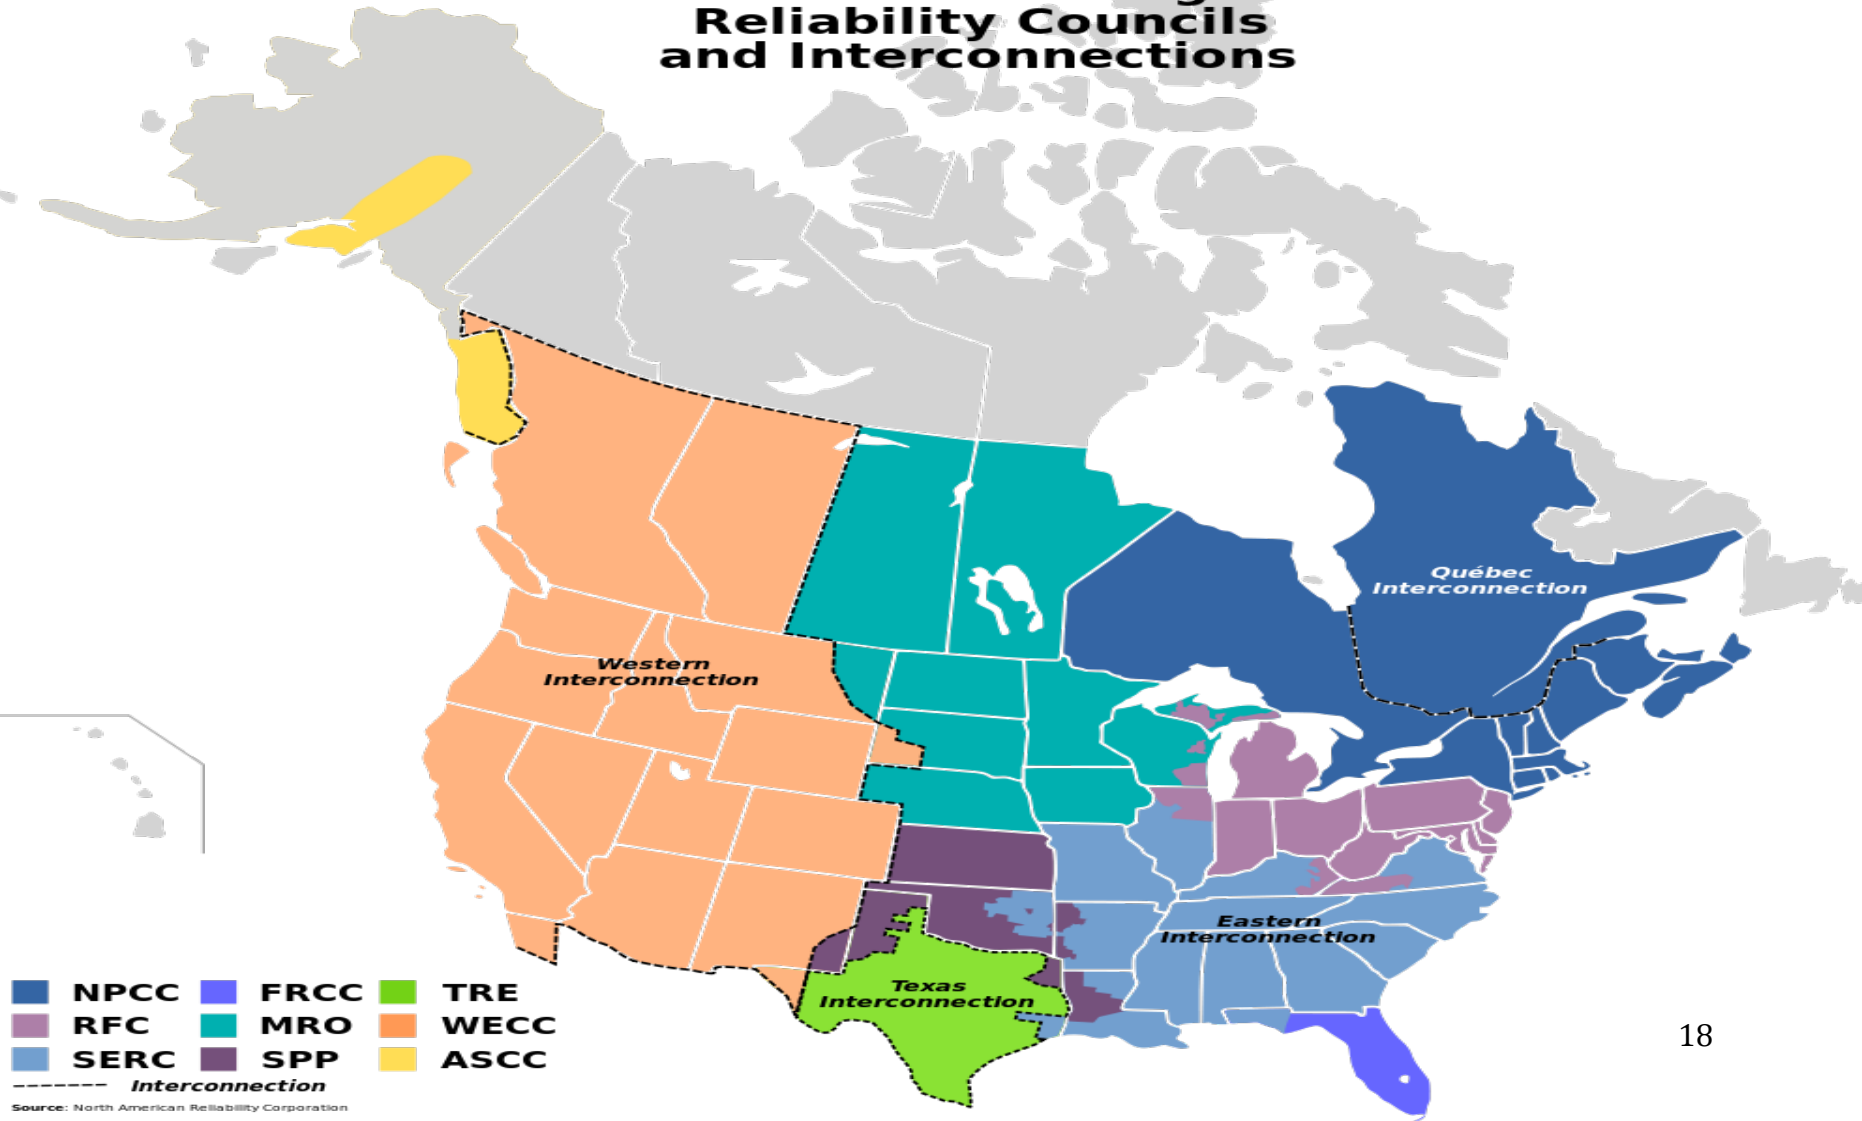 Reliability Councils
and Interconnections
Québec
Interconnection
Western
Interconnection
Eastern
Interconnection
Texas
Interconnection
NPCC FRCC TRE
RFC MRO WECC
SERC SPP ASCC
Interconnection
Source: North American Reliability Corporation
18